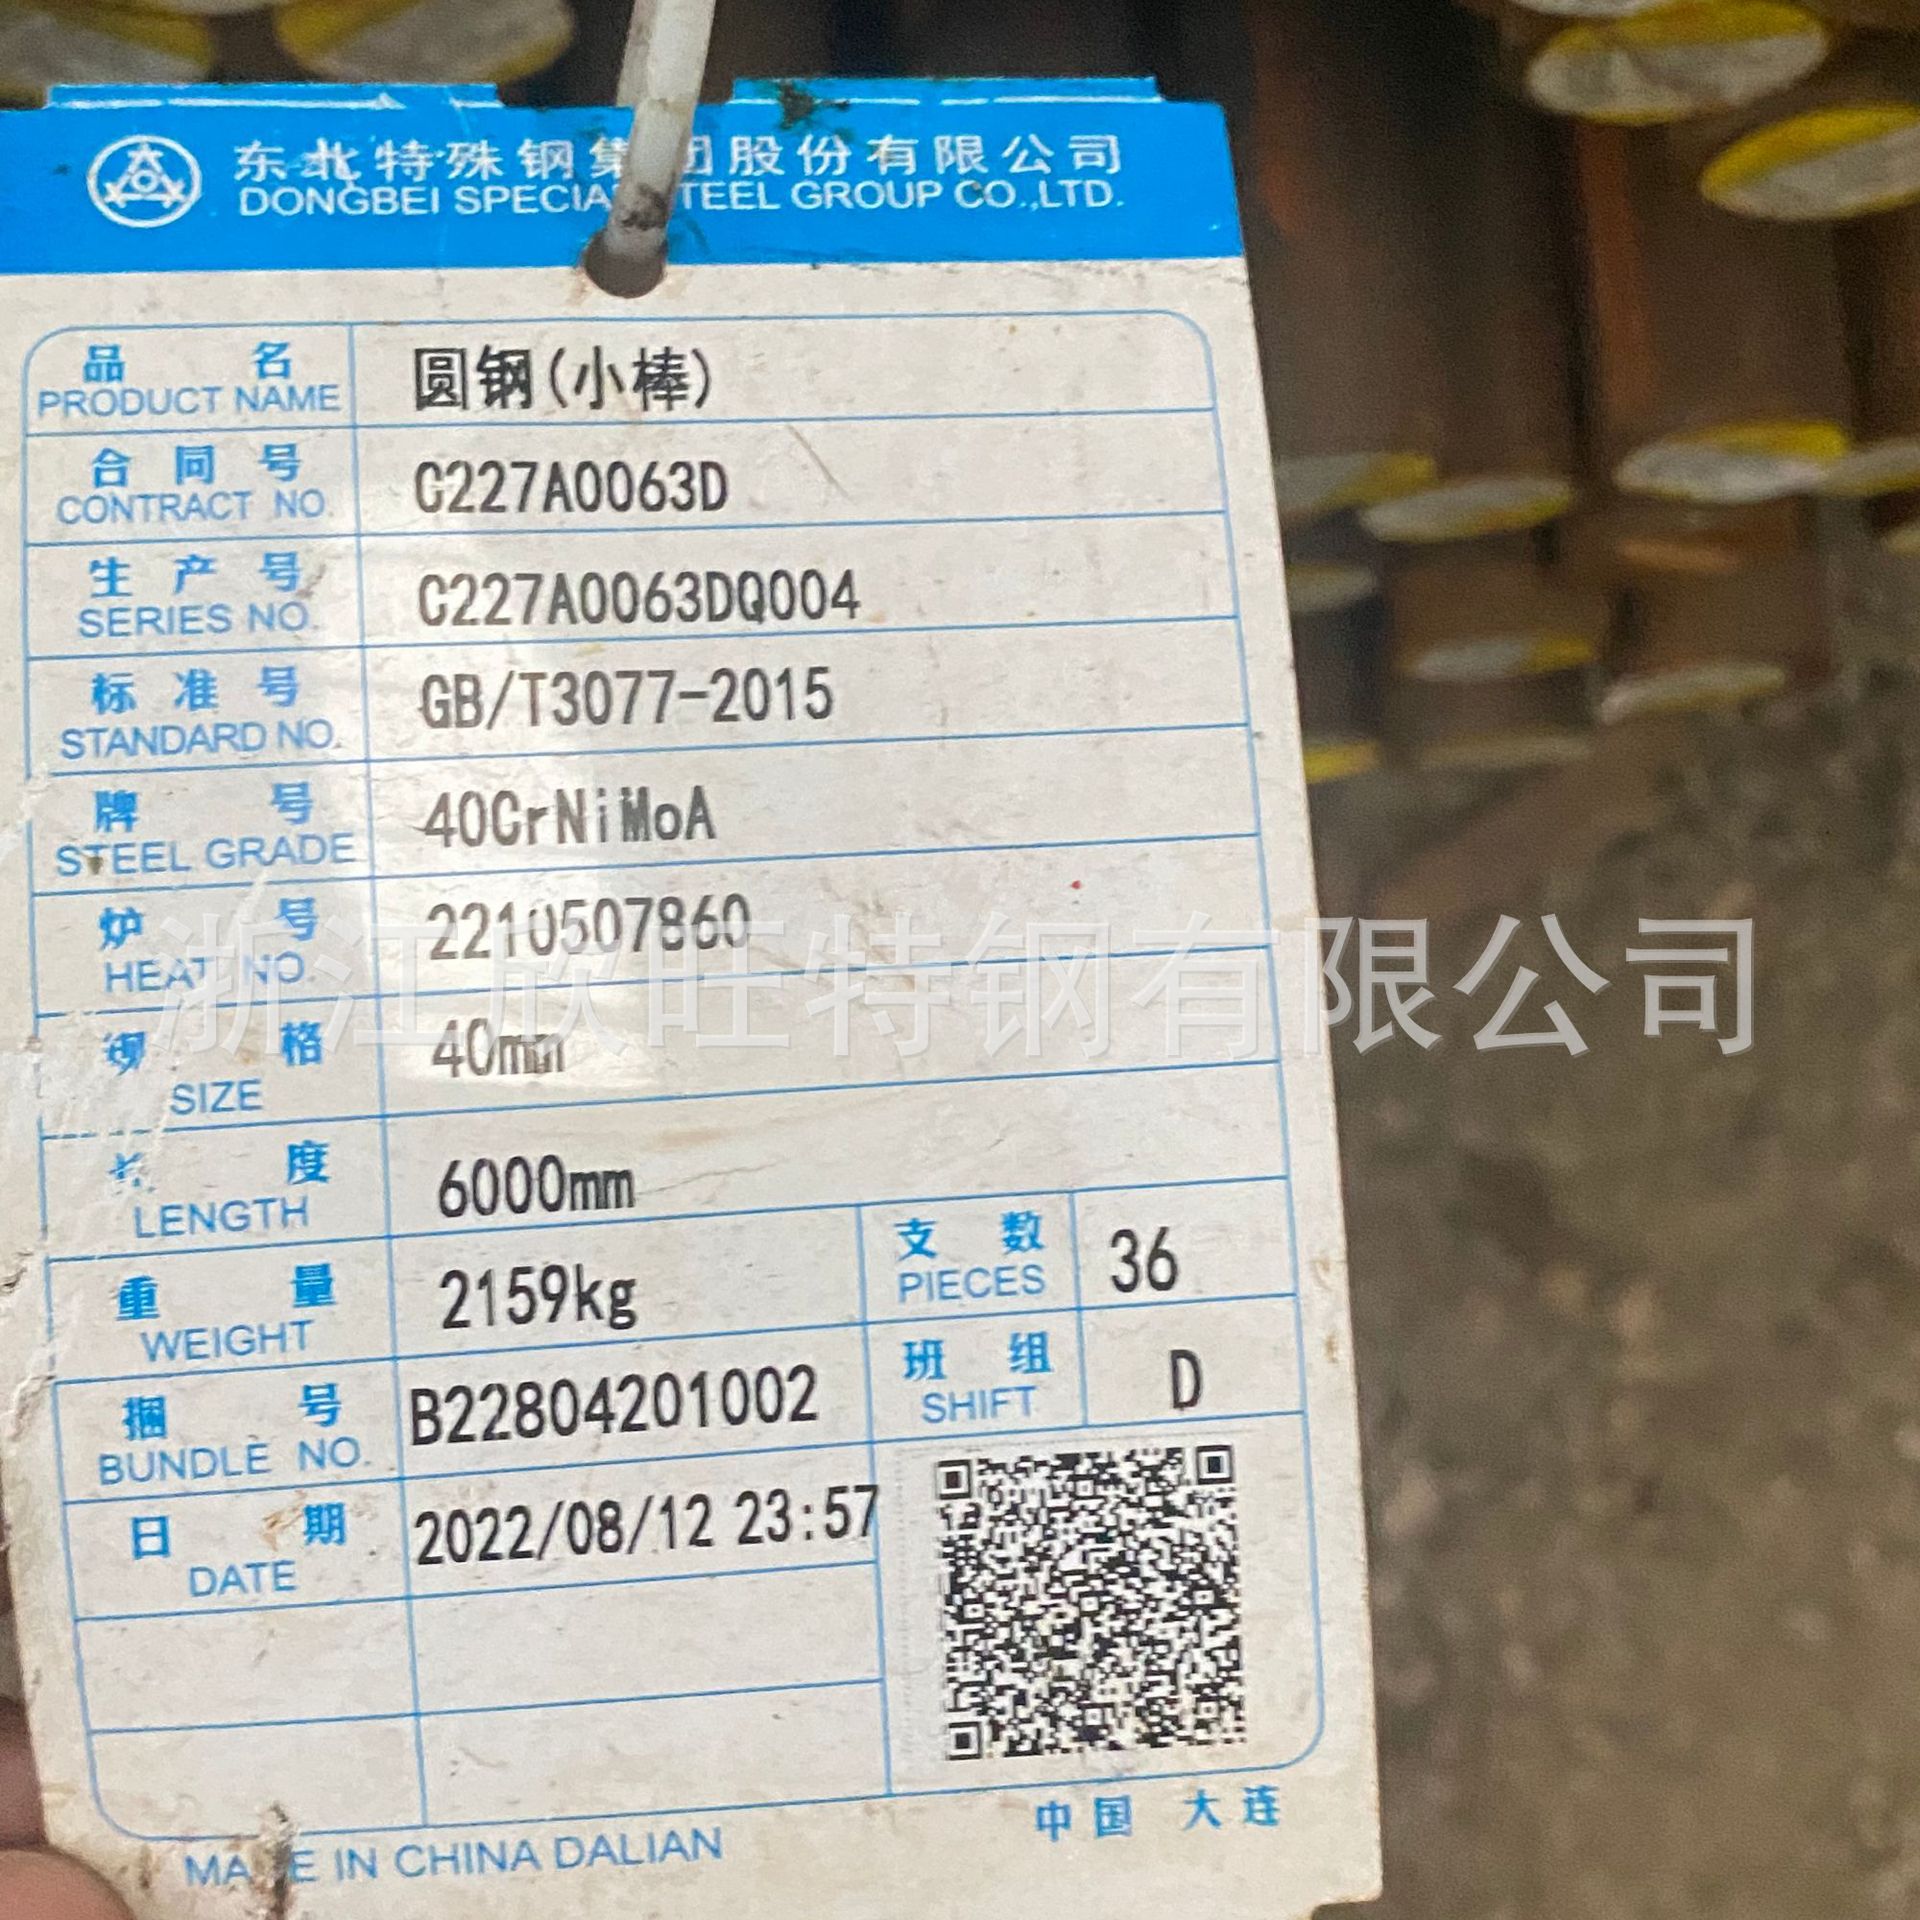 东北特殊钢集团股份有限公司
DONGBEI SPECIAL STEEL GROUP CO.,LTD.
品名 圆钢(小棒)
PRODUCT NAME
合同号 C227A0063D
CONTRACT NO.
生产号 C227A0063DQ004
SERIES NO.
标准号 GB/T3077-2015
STANDARD NO.
牌号 40CrNiMoA
STEEL GRADE
炉号 2210507860
HEAT NO.
规格 40mm
SIZE
长度 6000mm
LENGTH
重量 2159kg 支数 36
WEIGHT PIECES
捆号 B22804201002 班组 D
BUNDLE NO. SHIFT
日期 2022/08/12 23:57
DATE
中国 大连
MADE IN CHINA DALIAN
浙江欣旺特钢有限公司